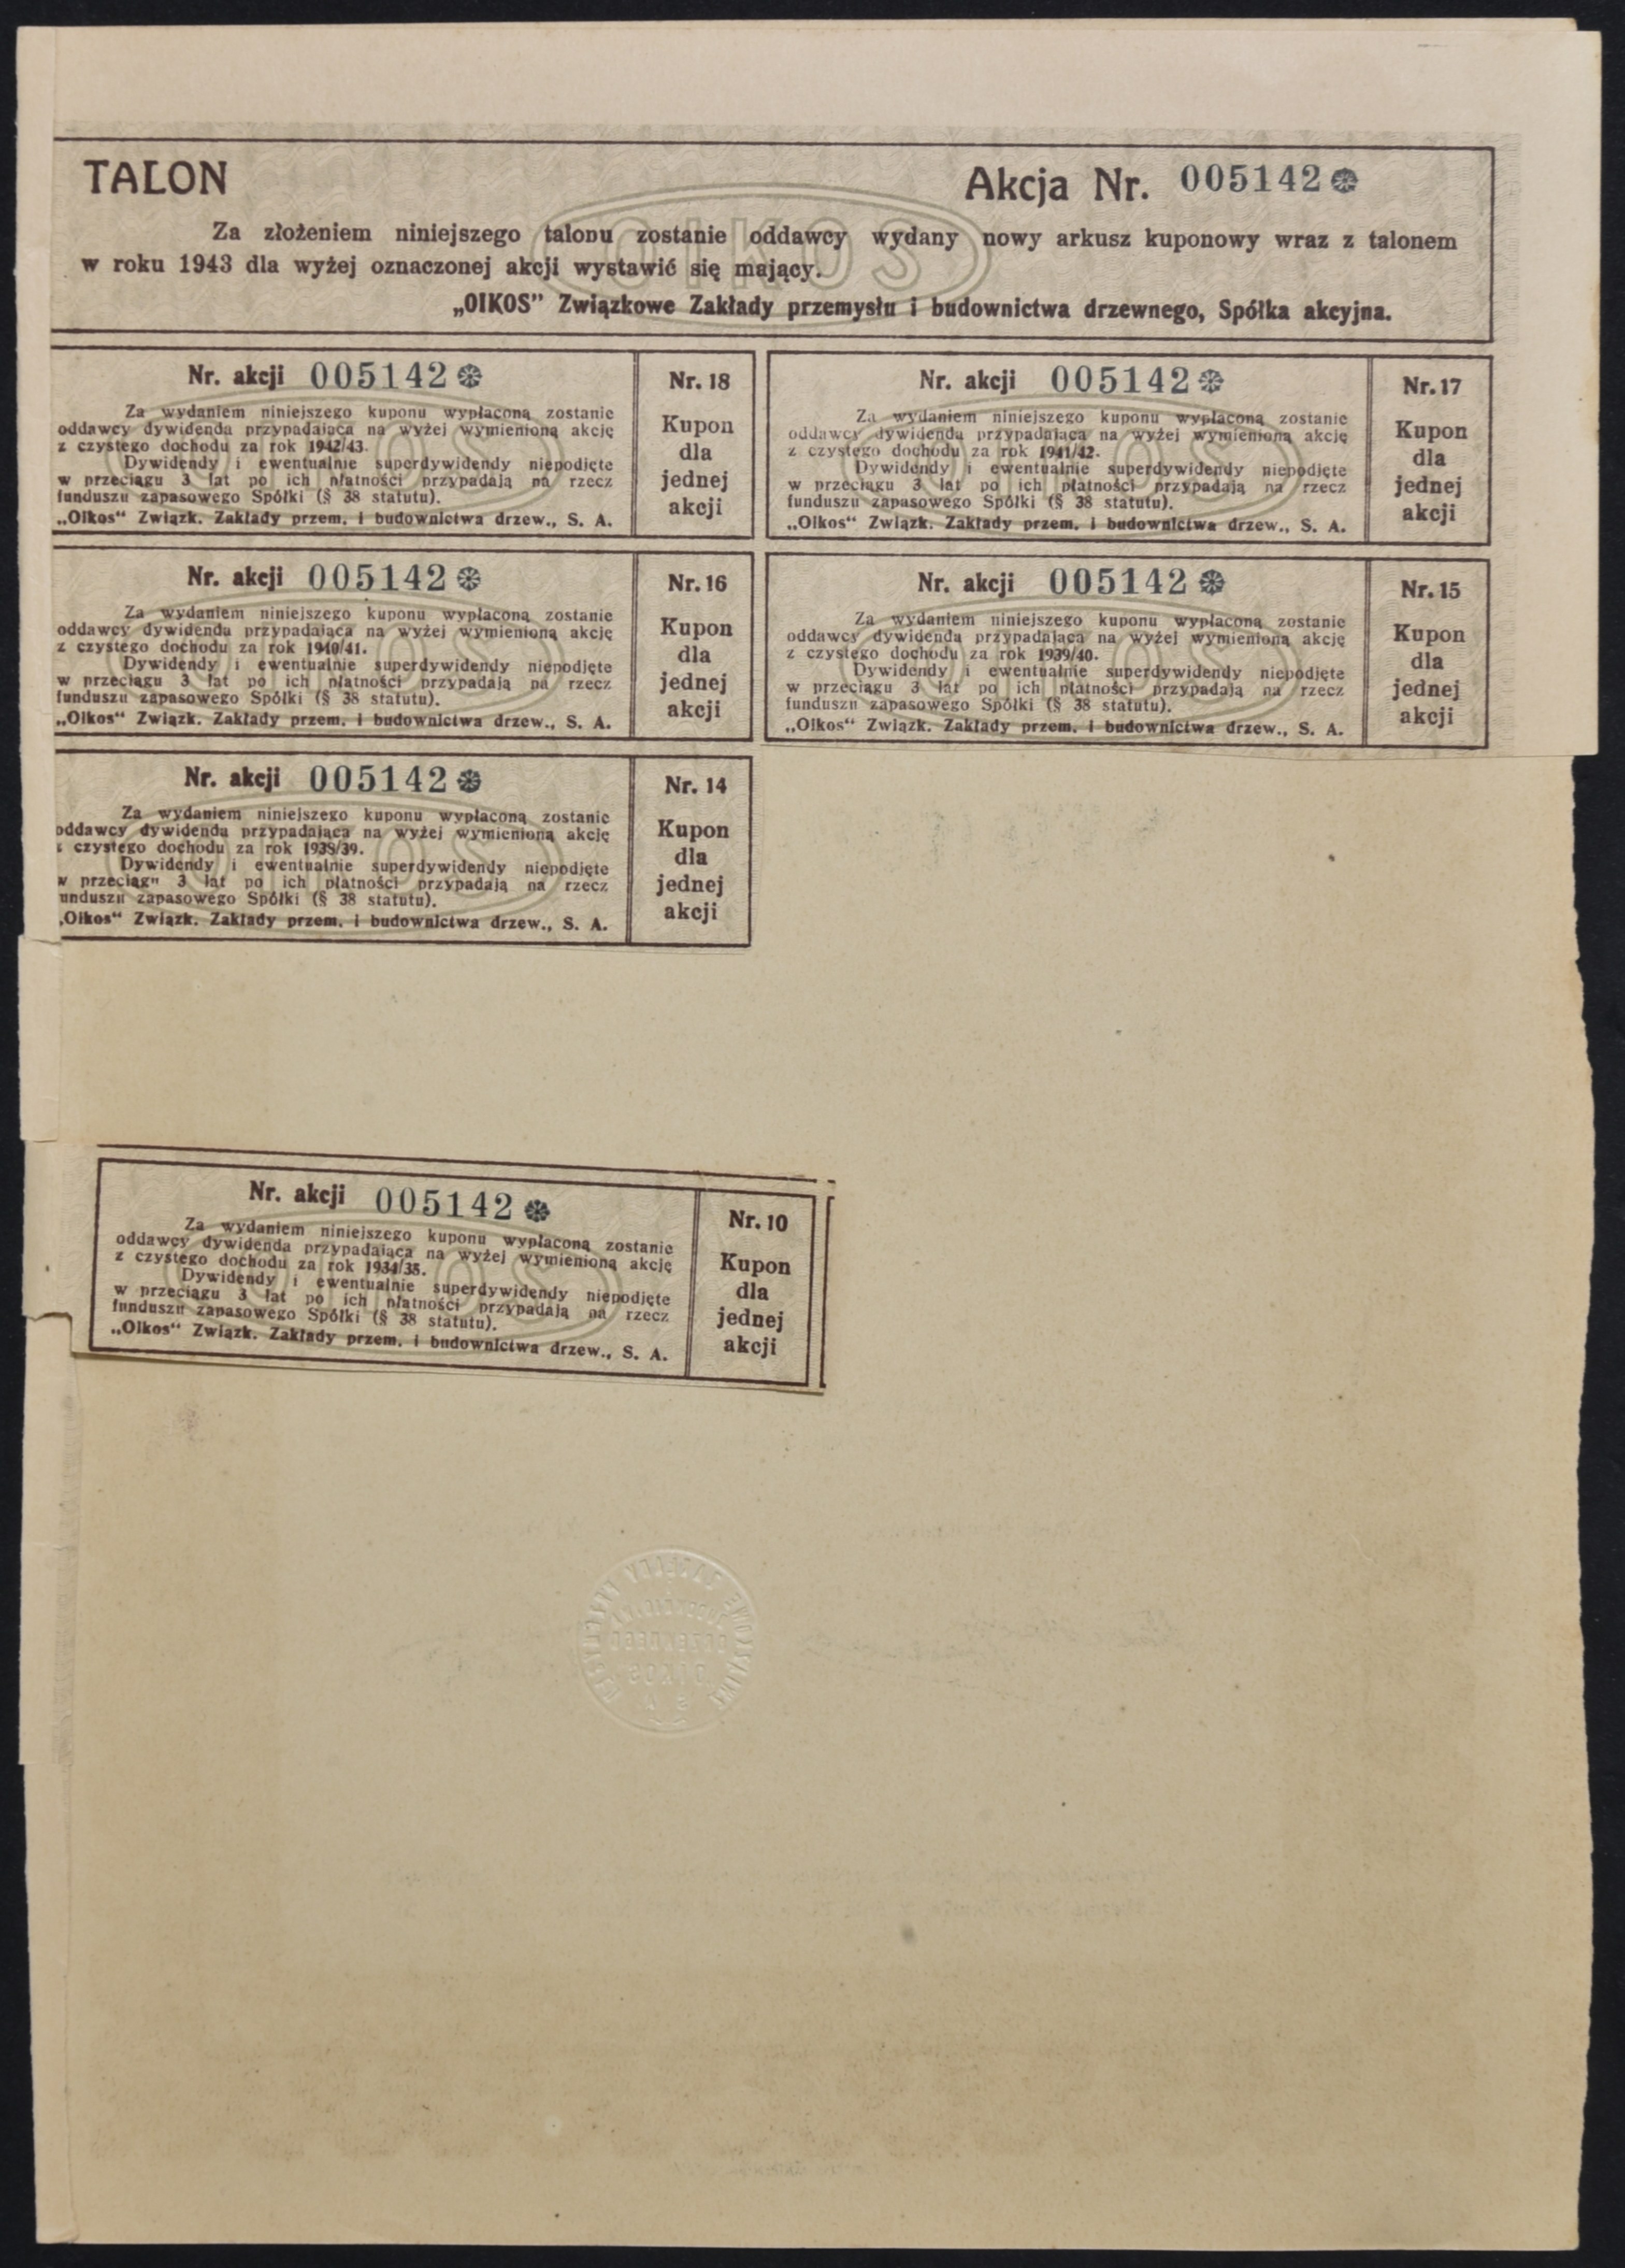 TALON
Akcja Nr. 005142
Za złożeniem niniejszego talonu zostanie oddawcy wydany nowy arkusz kuponowy wraz z talonem
w roku 1943 dla wyżej oznaczonej akcji wystawić się mający.
„OIKOS” Związkowe Zakłady przemysłu i budownictwa drzewnego, Spółka akcyjna.
Nr. akcji 005142
Za wydaniem niniejszego kuponu wypłaconą zostanie
oddawcy dywidenda przypadająca na wyżej wymienioną akcję
z czystego dochodu za rok 1942/43.
Dywidendy i ewentualnie superdywidendy niepodjęte
w przeciągu 3 lat po ich płatności przypadają na rzecz
funduszu zapasowego Spółki (§ 38 statutu).
„Oikos“ Związk. Zakłady przem. i budownictwa drzew., S. A.
Nr. 18
Kupon
dla
jednej
akcji
Nr. akcji 005142
Za wydaniem niniejszego kuponu wypłaconą zostanie
oddawcy dywidenda przypadająca na wyżej wymienioną akcję
z czystego dochodu za rok 1941/42.
Dywidendy i ewentualnie superdywidendy niepodjęte
w przeciągu 3 lat po ich płatności przypadają na rzecz
funduszu zapasowego Spółki (§ 38 statutu).
„Oikos“ Związk. Zakłady przem. i budownictwa drzew., S. A.
Nr. 17
Kupon
dla
jednej
akcji
Nr. akcji 005142
Za wydaniem niniejszego kuponu wypłaconą zostanie
oddawcy dywidenda przypadająca na wyżej wymienioną akcję
z czystego dochodu za rok 1940/41.
Dywidendy i ewentualnie superdywidendy niepodjęte
w przeciągu 3 lat po ich płatności przypadają na rzecz
funduszu zapasowego Spółki (§ 38 statutu).
„Oikos“ Związk. Zakłady przem. i budownictwa drzew., S. A.
Nr. 16
Kupon
dla
jednej
akcji
Nr. akcji 005142
Za wydaniem niniejszego kuponu wypłaconą zostanie
oddawcy dywidenda przypadająca na wyżej wymienioną akcję
z czystego dochodu za rok 1939/40.
Dywidendy i ewentualnie superdywidendy niepodjęte
w przeciągu 3 lat po ich płatności przypadają na rzecz
funduszu zapasowego Spółki (§ 38 statutu).
„Oikos“ Związk. Zakłady przem. i budownictwa drzew., S. A.
Nr. 15
Kupon
dla
jednej
akcji
Nr. akcji 005142
Za wydaniem niniejszego kuponu wypłaconą zostanie
oddawcy dywidenda przypadająca na wyżej wymienioną akcję
z czystego dochodu za rok 1938/39.
Dywidendy i ewentualnie superdywidendy niepodjęte
w przeciągu 3 lat po ich płatności przypadają na rzecz
unduszu zapasowego Spółki (§ 38 statutu).
„Oikos“ Związk. Zakłady przem. i budownictwa drzew., S. A.
Nr. 14
Kupon
dla
jednej
akcji
Nr. akcji 005142
Za wydaniem niniejszego kuponu wypłaconą zostanie
oddawcy dywidenda przypadająca na wyżej wymienioną akcję
z czystego dochodu za rok 1934/35.
Dywidendy i ewentualnie superdywidendy niepodjęte
w przeciągu 3 lat po ich płatności przypadają na rzecz
funduszu zapasowego Spółki (§ 38 statutu).
„Oikos“ Związk. Zakłady przem. i budownictwa drzew., S. A.
Nr. 10
Kupon
dla
jednej
akcji